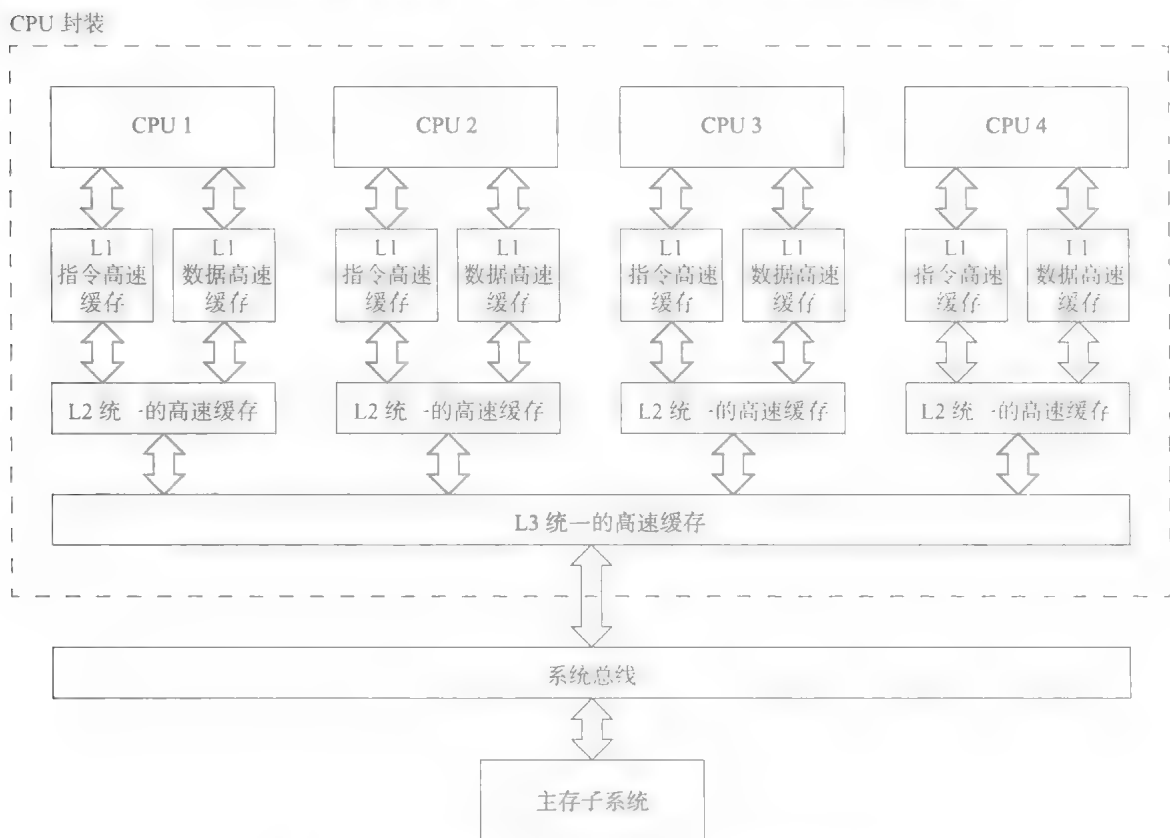 CPU 封装
CPU 1
CPU 2
CPU 3
CPU 4
L1
指令高速
缓存
L1
数据高速
缓存
L1
指令高速
缓存
L1
数据高速
缓存
L1
指令高速
缓存
L1
数据高速
缓存
L1
指令高速
缓存
L1
数据高速
缓存
L2 统一的高速缓存
L2 统一的高速缓存
L2 统一的高速缓存
L2 统一的高速缓存
L3 统一的高速缓存
系统总线
主存子系统